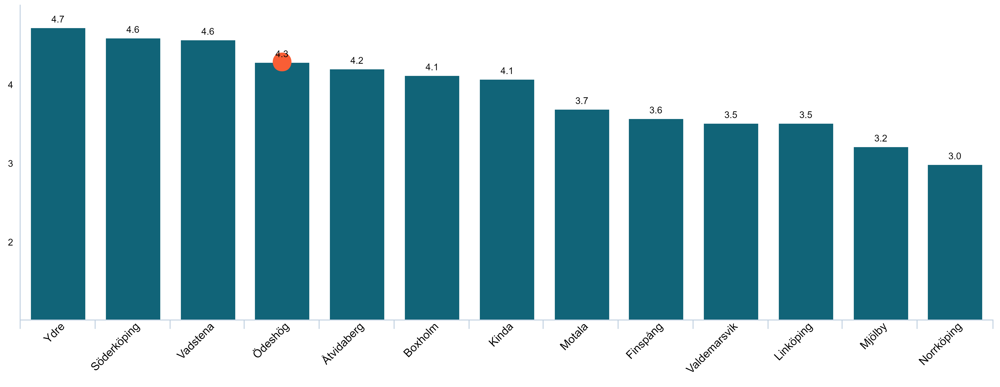 4.7
4.6
4.6
4.3
4.2
4.1
4.1
3.7
3.6
3.5
3.5
3.2
3.0
4
3
2
Ydre
Söderköping
Vadstena
Ödeshög
Åtvidaberg
Boxholm
Kinda
Motala
Finspång
Valdemarsvik
Linköping
Mjölby
Norrköping